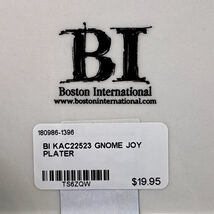 BI
Boston International
www.bostoninternational.com
180986-1396
BI KAC22523 GNOME JOY
PLATER
TS6ZQW
$19.95